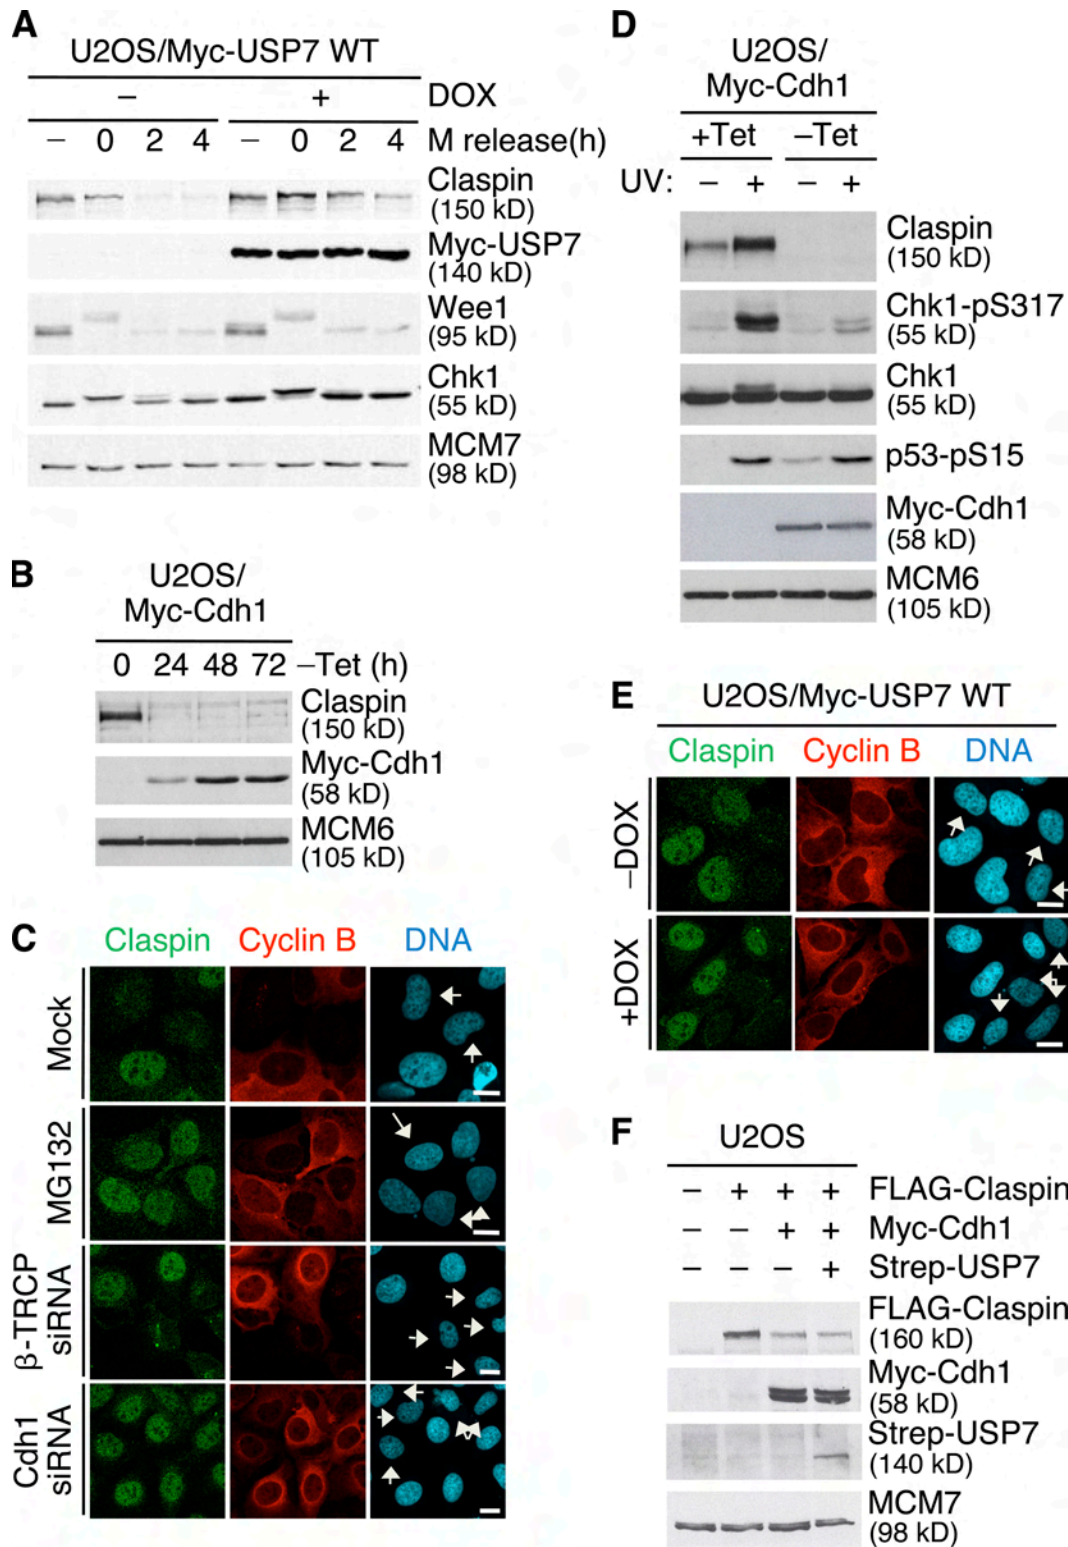 A
U2OS/Myc-USP7 WT
– + DOX
– 0 2 4 – 0 2 4 M release(h)
Claspin
(150 kD)
Myc-USP7
(140 kD)
Wee1
(95 kD)
Chk1
(55 kD)
MCM7
(98 kD)
B
U2OS/
Myc-Cdh1
0 24 48 72 –Tet (h)
Claspin
(150 kD)
Myc-Cdh1
(58 kD)
MCM6
(105 kD)
C
Claspin Cyclin B DNA
Mock
MG132
β-TRCP
siRNA
Cdh1
siRNA
D
U2OS/
Myc-Cdh1
+Tet –Tet
UV: – + – +
Claspin
(150 kD)
Chk1-pS317
(55 kD)
Chk1
(55 kD)
p53-pS15
Myc-Cdh1
(58 kD)
MCM6
(105 kD)
E
U2OS/Myc-USP7 WT
Claspin Cyclin B DNA
–DOX
+DOX
F
U2OS
– + + + FLAG-Claspin
– – + + Myc-Cdh1
– – – + Strep-USP7
FLAG-Claspin
(160 kD)
Myc-Cdh1
(58 kD)
Strep-USP7
(140 kD)
MCM7
(98 kD)